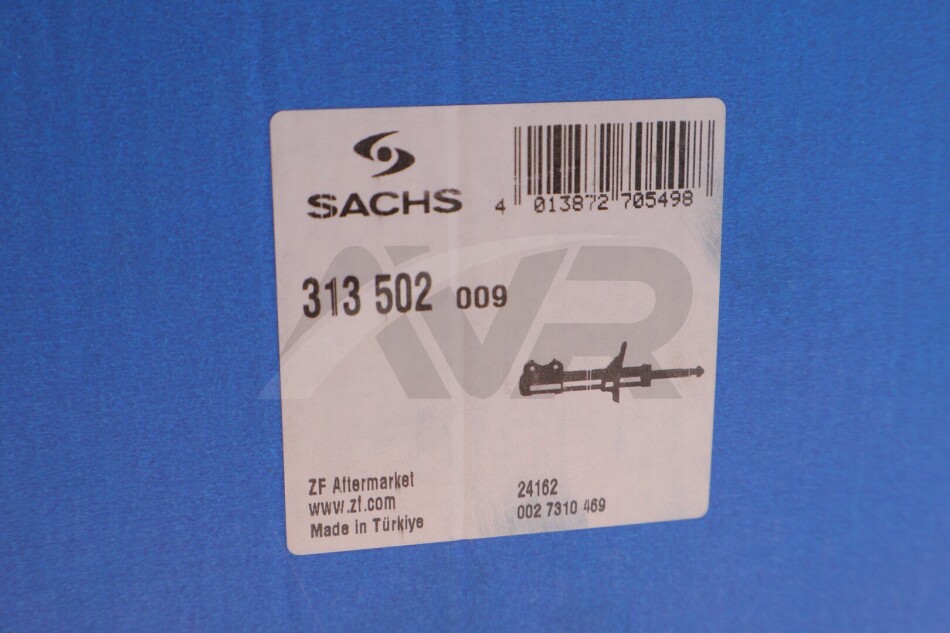 SACHS
4 013872 705498
313 502 009
AVR
ZF Aftermarket
www.zf.com
Made in Türkiye
24162
002 7310 469